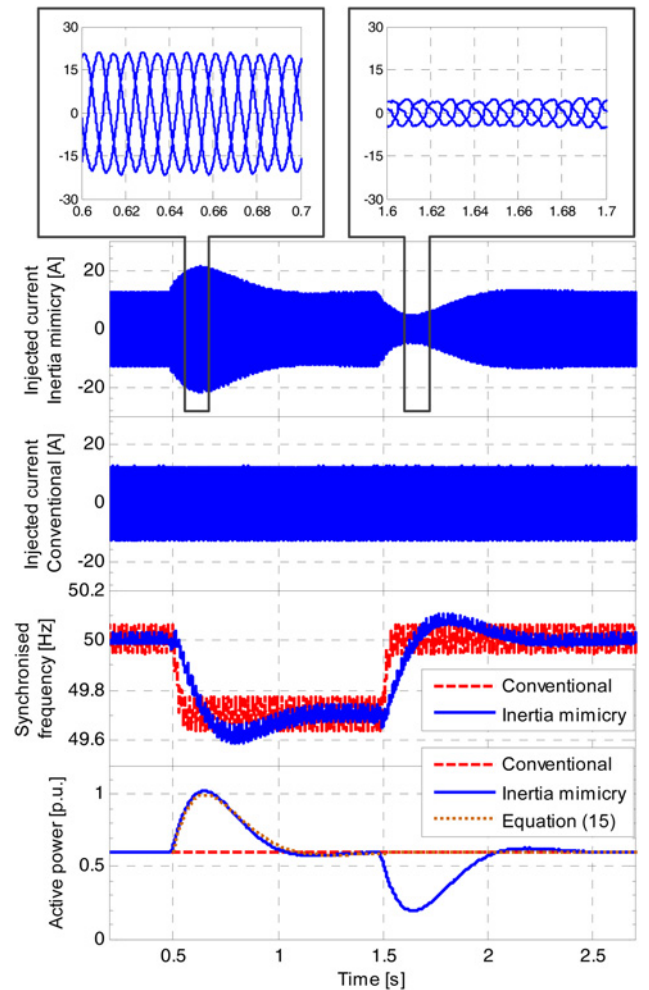 30
15
0
-15
-30
0.6 0.62 0.64 0.66 0.68 0.7
30
15
0
-15
-30
1.6 1.62 1.64 1.66 1.68 1.7
Injected current
Inertia mimicry [A]
20
0
-20
Injected current
Conventional [A]
20
0
-20
Synchronised
frequency [Hz]
50.2
50
49.8
49.6
Conventional
Inertia mimicry
Conventional
Inertia mimicry
Equation (15)
Active power [p.u.]
1
0.5
0
0.5 1 1.5 2 2.5
Time [s]